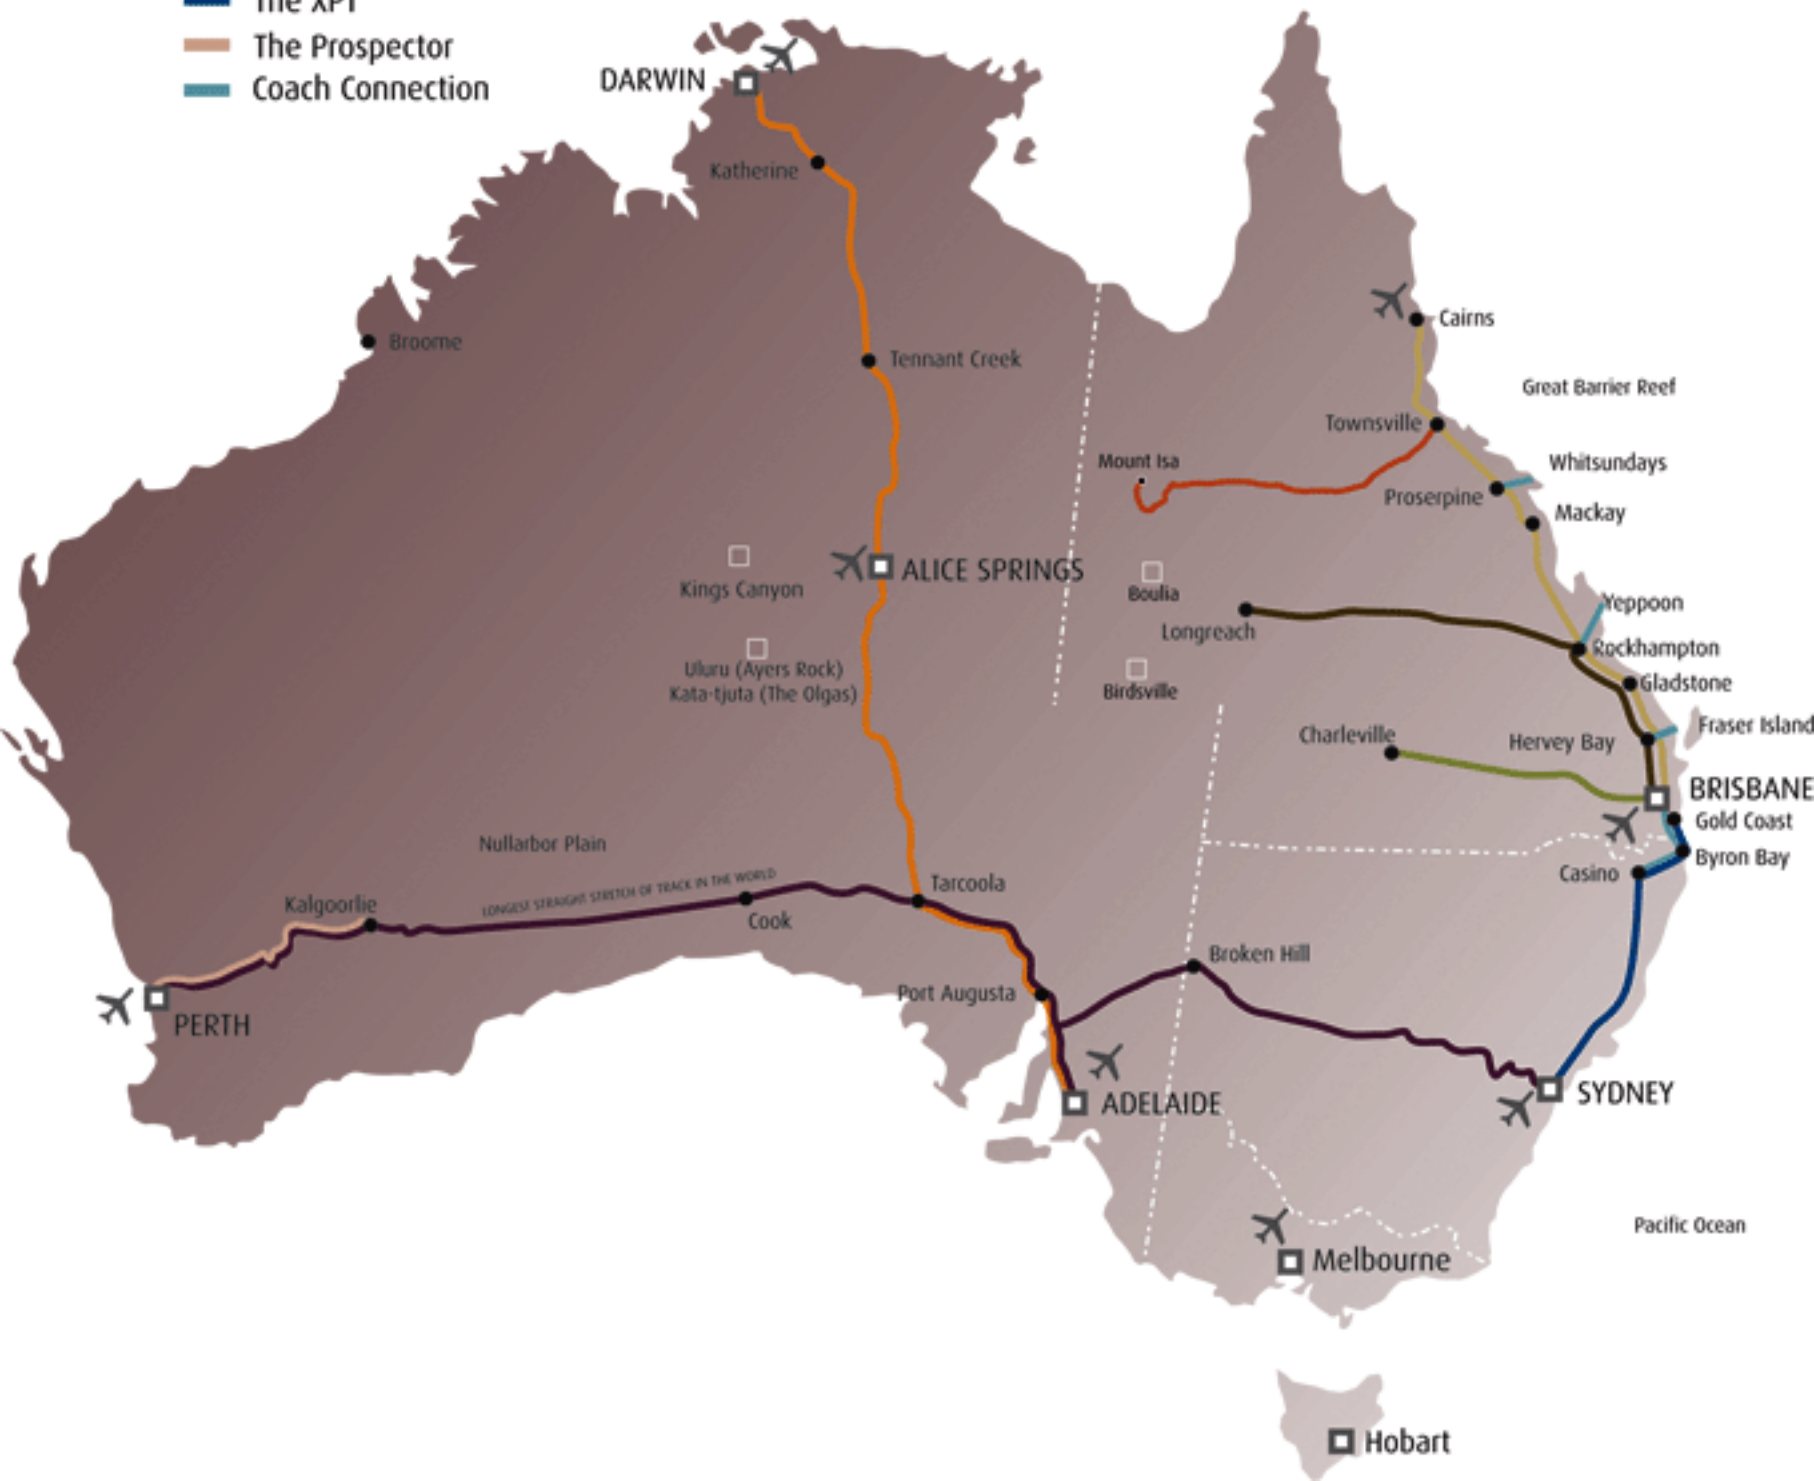 The XPT
The Prospector
Coach Connection
DARWIN
Katherine
Broome
Tennant Creek
Cairns
Great Barrier Reef
Townsville
Mount Isa
Whitsundays
Proserpine
Mackay
Kings Canyon
ALICE SPRINGS
Boulia
Yeppoon
Longreach
Rockhampton
Uluru (Ayers Rock)
Kata-tjuta (The Olgas)
Birdsville
Gladstone
Fraser Island
Charleville
Hervey Bay
BRISBANE
Gold Coast
Nullarbor Plain
Byron Bay
LONGEST STRAIGHT STRETCH OF TRACK IN THE WORLD
Casino
Tarcoola
Kalgoorlie
Cook
Broken Hill
Port Augusta
PERTH
ADELAIDE
SYDNEY
Pacific Ocean
Melbourne
Hobart